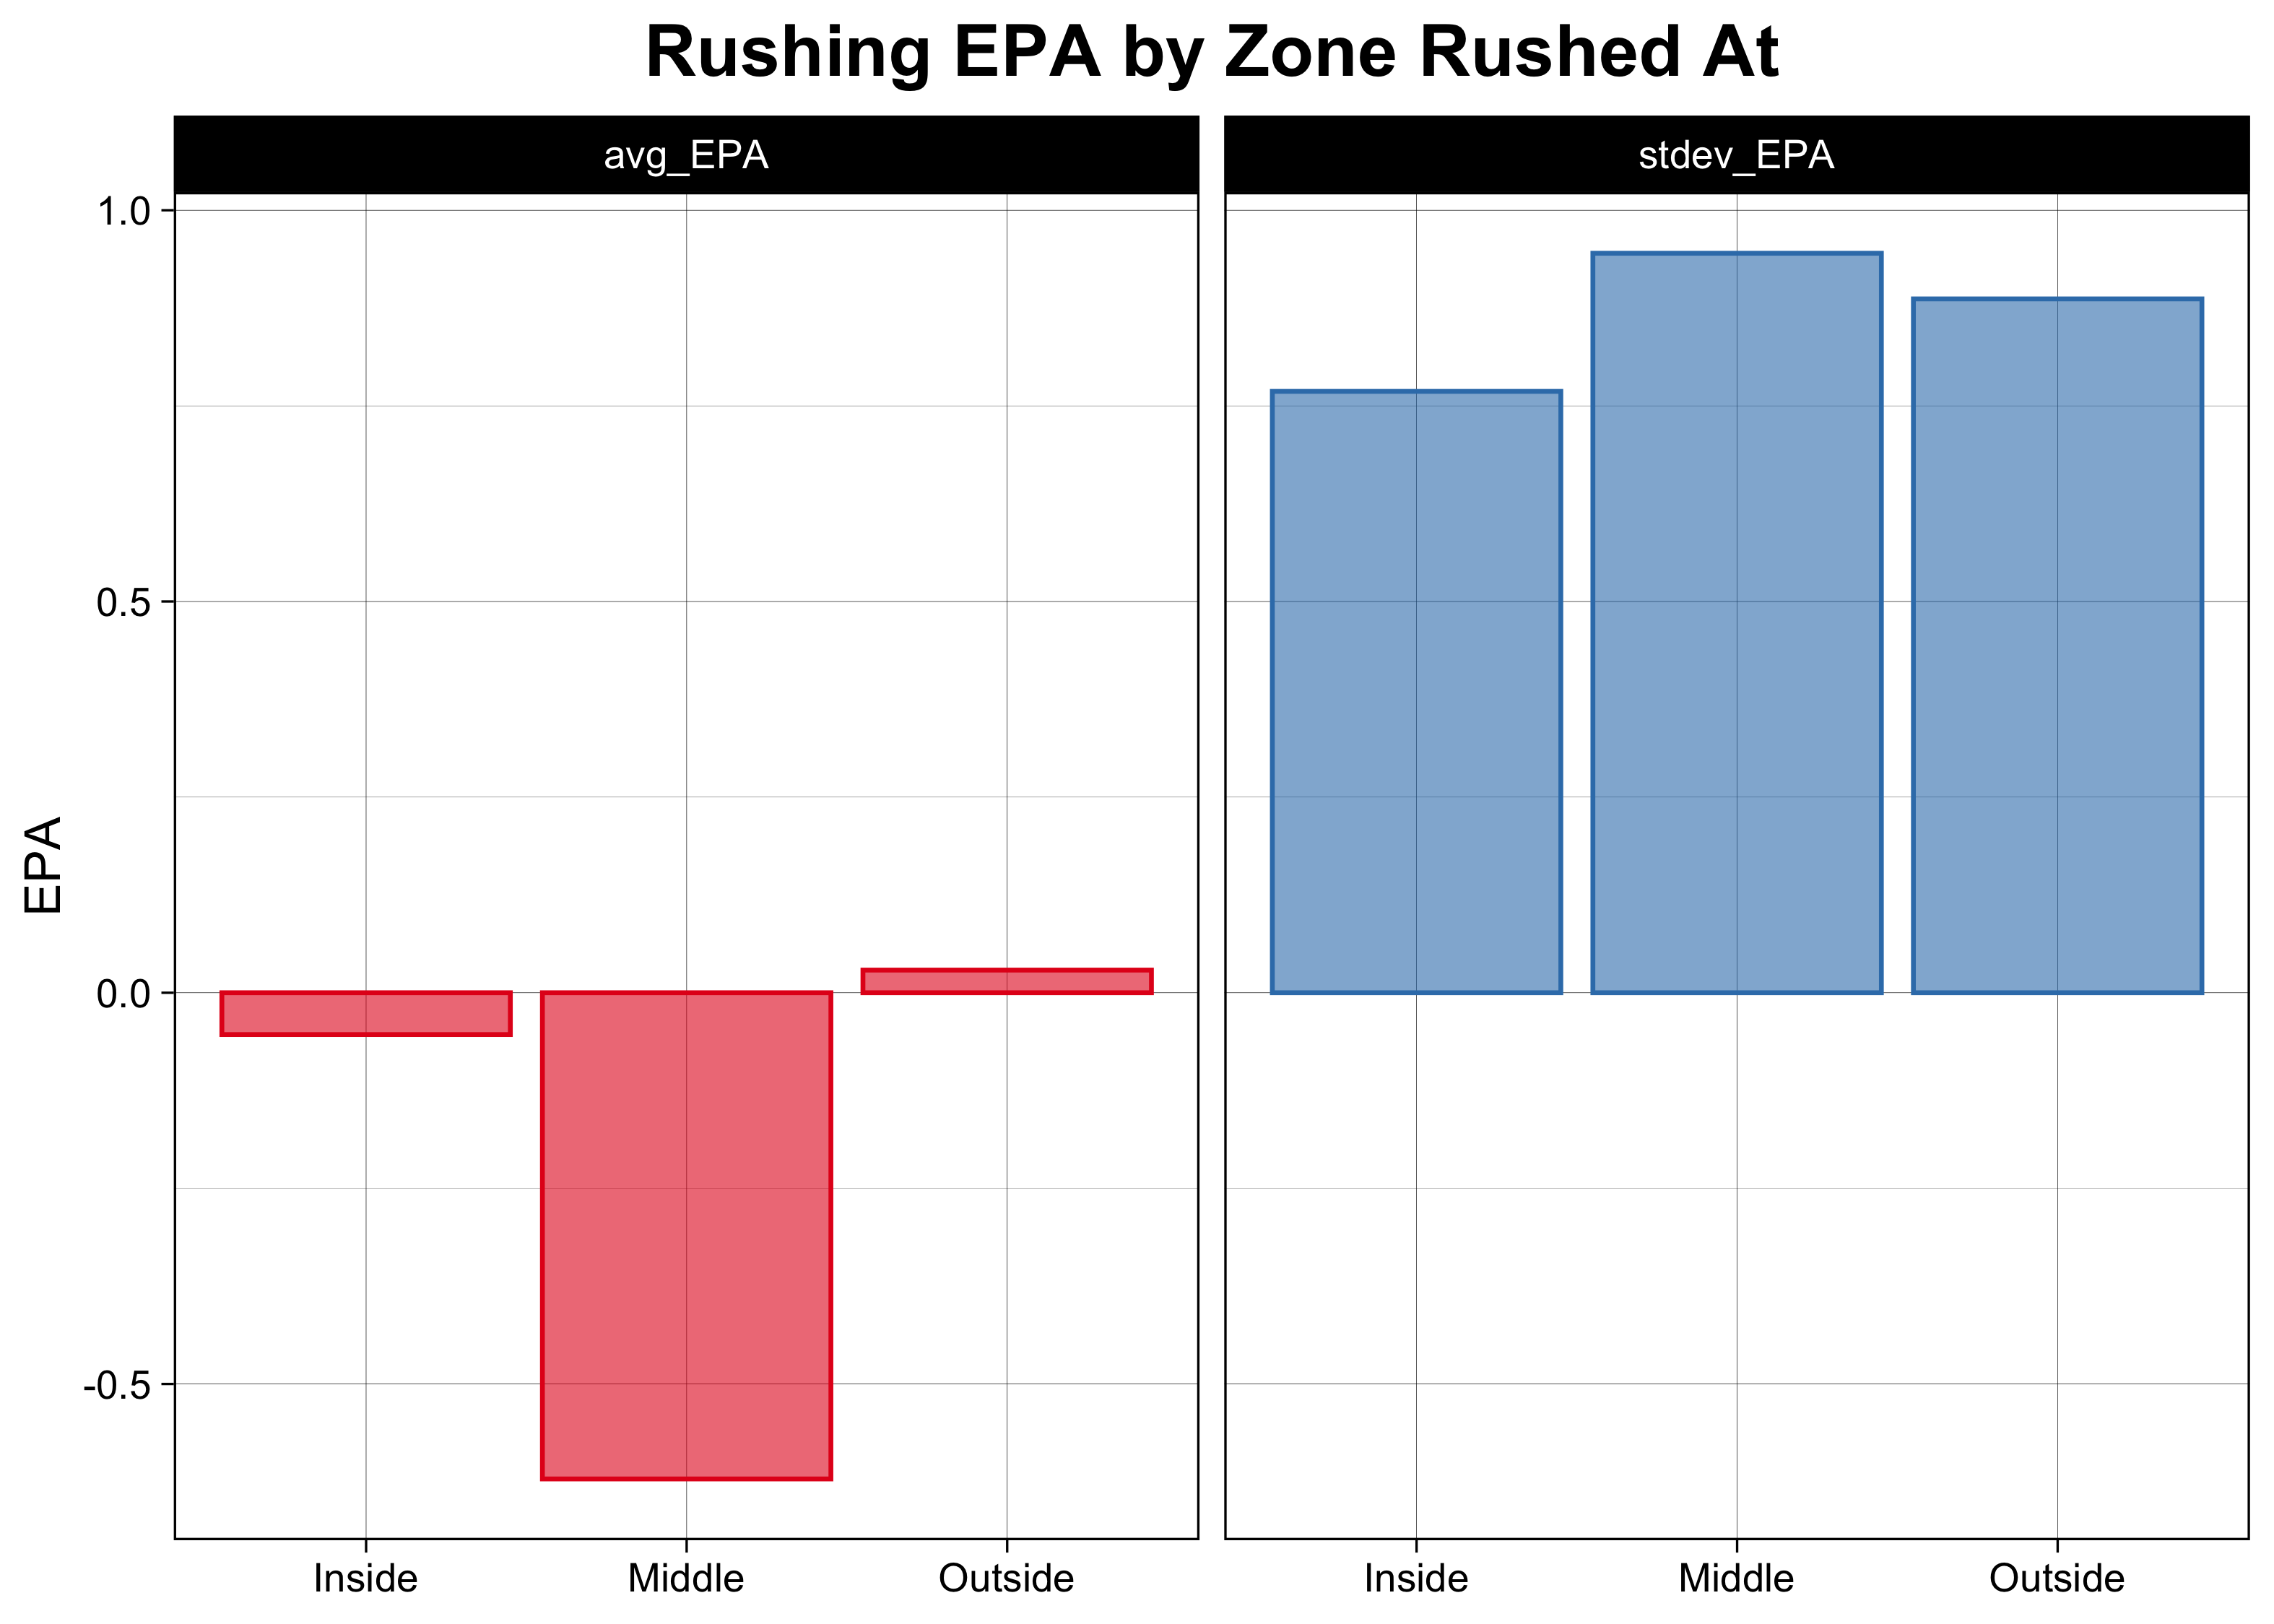 Rushing EPA by Zone Rushed At
avg_EPA
stdev_EPA
EPA
1.0
0.5
0.0
-0.5
Inside
Middle
Outside
Inside
Middle
Outside